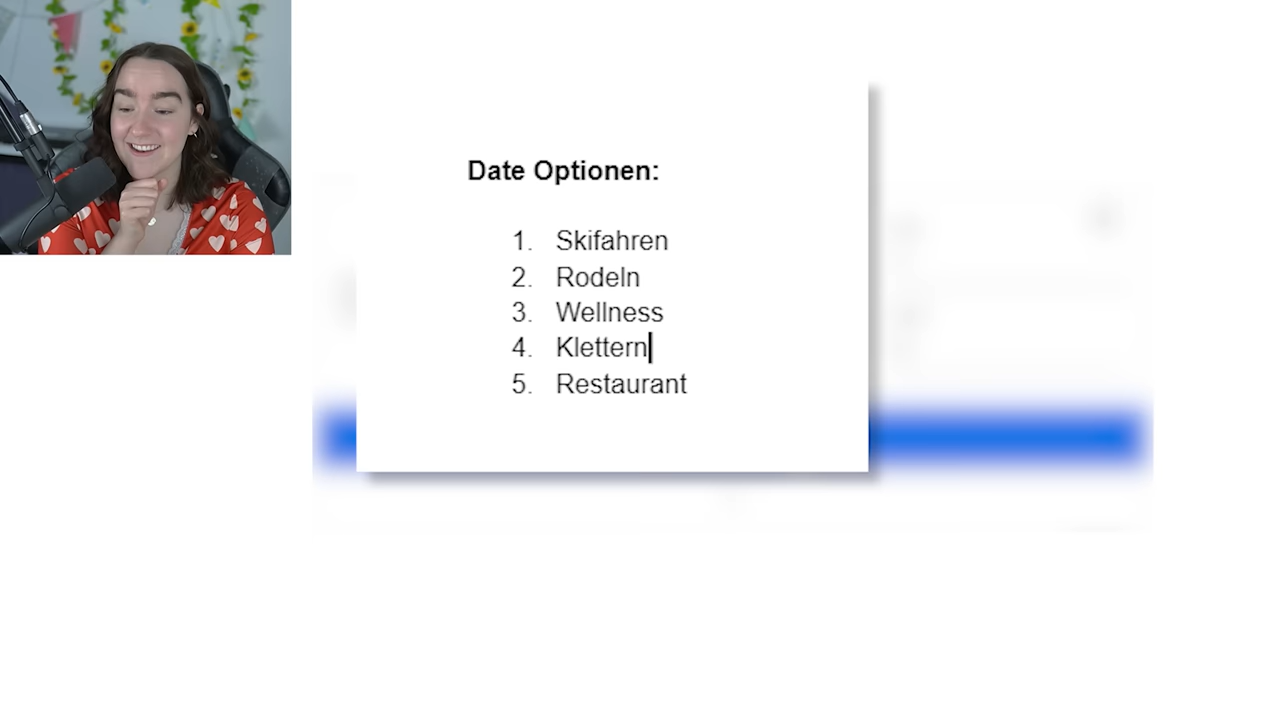 Date Optionen:
1. Skifahren
2. Rodeln
3. Wellness
4. Klettern
5. Restaurant